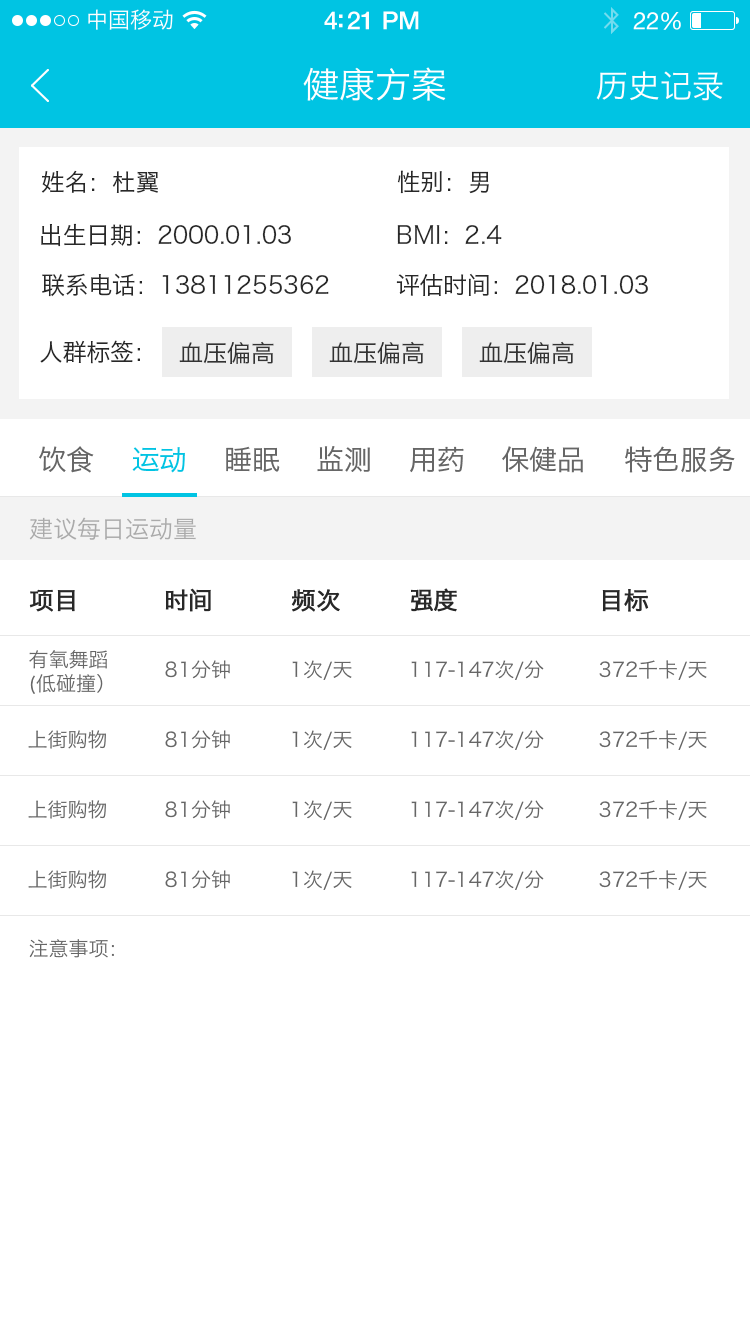 中国移动 4:21 PM 22%
健康方案 历史记录
姓名：杜翼 性别：男
出生日期：2000.01.03 BMI：2.4
联系电话：13811255362 评估时间：2018.01.03
人群标签： 血压偏高 血压偏高 血压偏高
饮食 运动 睡眠 监测 用药 保健品 特色服务
建议每日运动量
项目 时间 频次 强度 目标
有氧舞蹈
(低碰撞） 81分钟 1次/天 117-147次/分 372千卡/天
上街购物 81分钟 1次/天 117-147次/分 372千卡/天
上街购物 81分钟 1次/天 117-147次/分 372千卡/天
上街购物 81分钟 1次/天 117-147次/分 372千卡/天
注意事项：